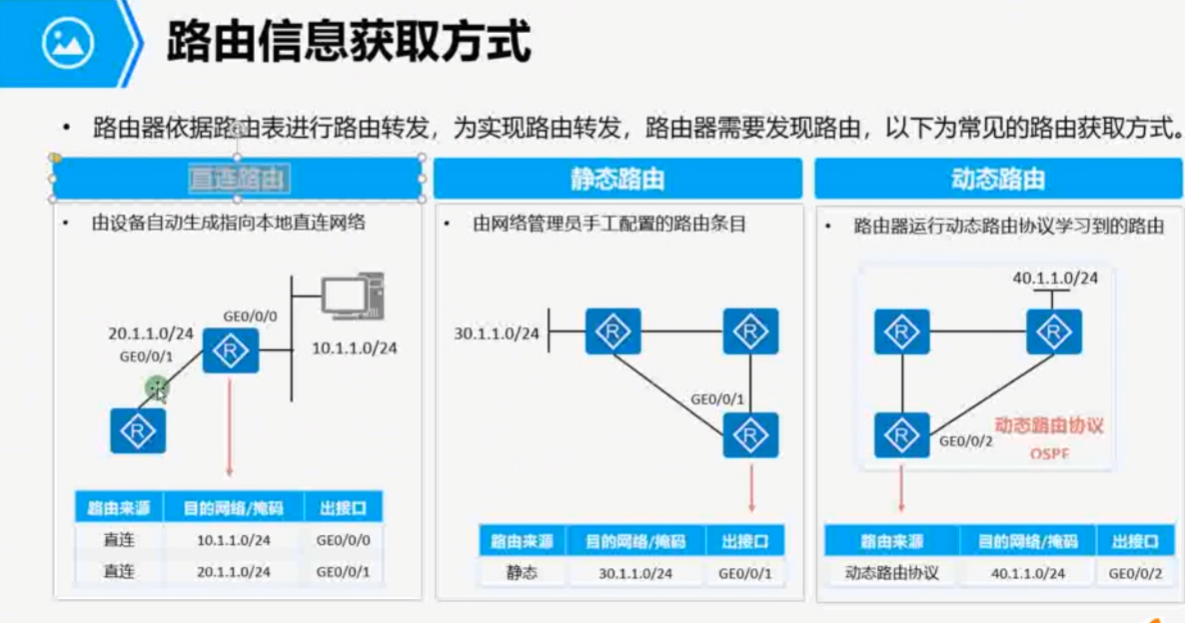 路由信息获取方式
• 路由器依据路由表进行路由转发，为实现路由转发，路由器需要发现路由，以下为常见的路由获取方式。
直连路由
• 由设备自动生成指向本地直连网络
GE0/0/0
20.1.1.0/24
GE0/0/1
10.1.1.0/24
R
R
路由来源 目的网络/掩码 出接口
直连 10.1.1.0/24 GE0/0/0
直连 20.1.1.0/24 GE0/0/1
静态路由
• 由网络管理员手工配置的路由条目
30.1.1.0/24
R
R
GE0/0/1
R
路由来源 目的网络/掩码 出接口
静态 30.1.1.0/24 GE0/0/1
动态路由
• 路由器运行动态路由协议学习到的路由
40.1.1.0/24
R
R
R
GE0/0/2
动态路由协议
OSPF
路由来源 目的网络/掩码 出接口
动态路由协议 40.1.1.0/24 GE0/0/2